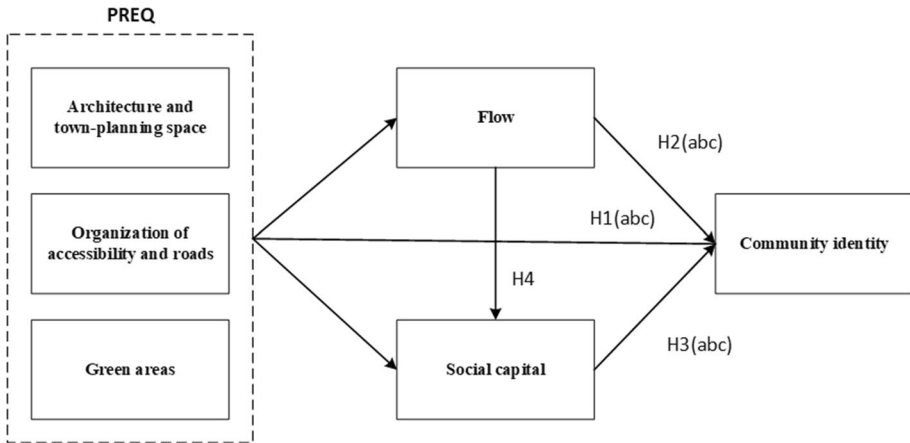 PREQ
Architecture and
town-planning space
Organization of
accessibility and roads
Green areas
Flow
Social capital
H2(abc)
H1(abc)
H4
H3(abc)
Community identity